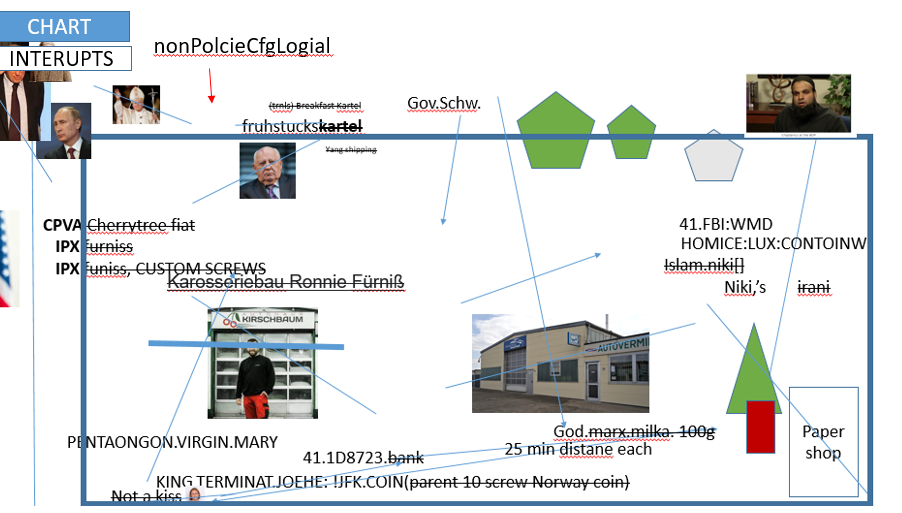 CHART
INTERUPTS
nonPolcieCfgLogial
(trnls) Breakfast Kartel
Gov.Schw.
fruhstuckskartel
Yang shipping
CPVA Cherrytree fiat
IPX furniss
IPX funiss, CUSTOM SCREWS
Karosseriebau Ronnie Fürniß
41.FBI:WMD
HOMICE:LUX:CONTOINW
Islam.niki[]
Niki,'s irani
KIRSCHBAUM
AUTOVERMI
God.marx.milka. 100g
25 min distane each
Paper
shop
PENTAONGON.VIRGIN.MARY
41.1D8723.bank
KING TERMINAT.JOEHE: !JFK.COIN(parent 10 screw Norway coin)
Not a kiss